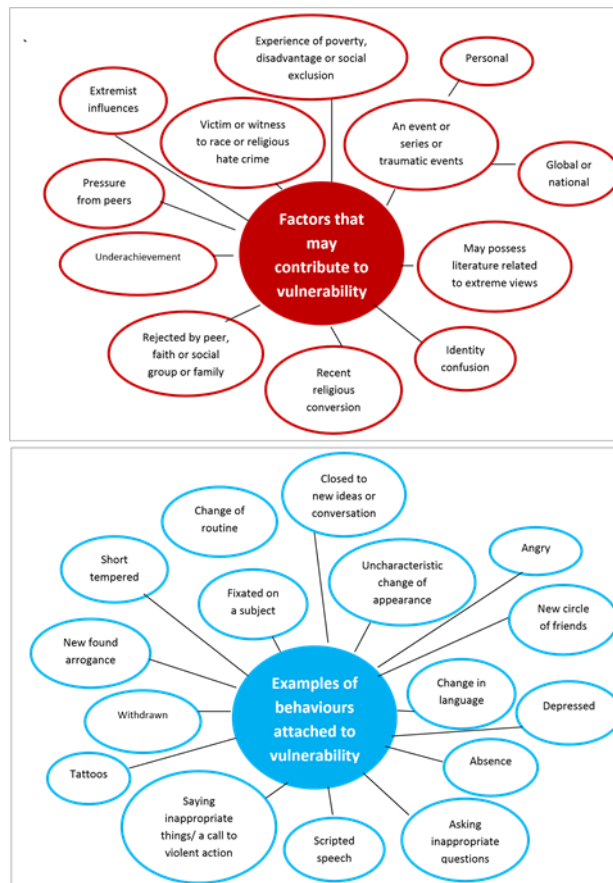 Experience of poverty,
disadvantage or social
exclusion
Personal
Extremist
influences
Victim or witness
to race or religious
hate crime
An event or
series or
traumatic events
Global or
national
Pressure
from peers
Factors that
may
contribute to
vulnerability
Underachievement
May possess
literature related
to extreme views
Rejected by peer,
faith or social
group or family
Recent
religious
conversion
Identity
confusion
Closed to
new ideas or
conversation
Change of
routine
Angry
Short
tempered
Uncharacteristic
change of
appearance
Fixated on
a subject
New circle
of friends
New found
arrogance
Examples of
behaviours
attached to
vulnerability
Change in
language
Withdrawn
Depressed
Tattoos
Absence
Saying
inappropriate
things/ a call to
violent action
Scripted
speech
Asking
inappropriate
questions